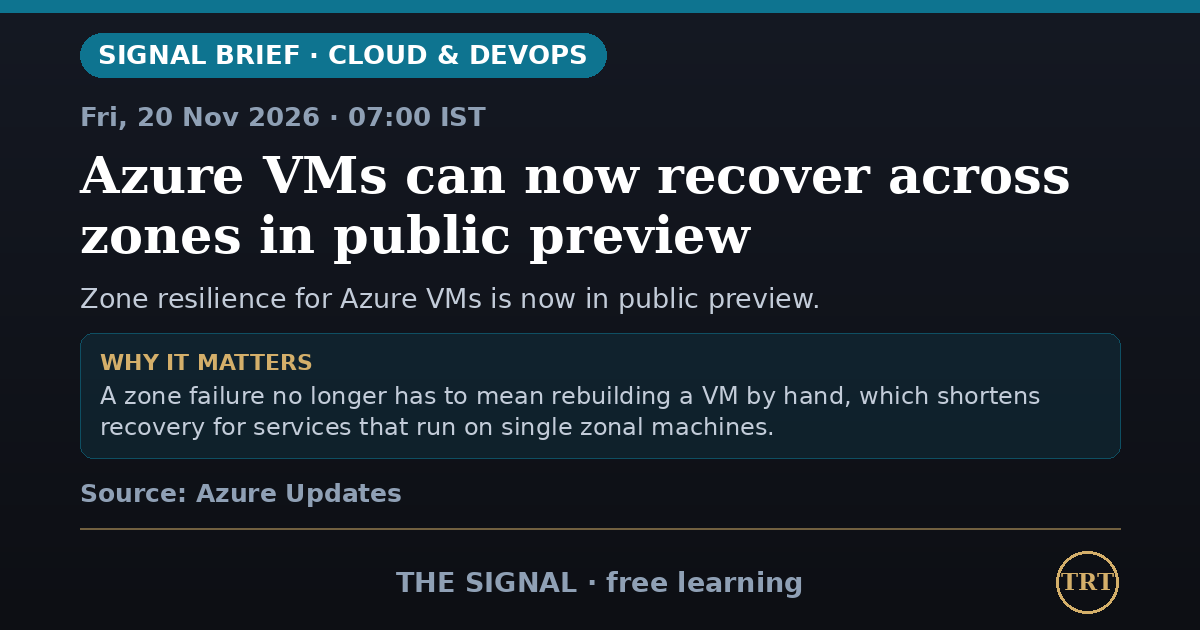 SIGNAL BRIEF · CLOUD & DEVOPS
Fri, 20 Nov 2026 · 07:00 IST
Azure VMs can now recover across
zones in public preview
Zone resilience for Azure VMs is now in public preview.
WHY IT MATTERS
A zone failure no longer has to mean rebuilding a VM by hand, which shortens
recovery for services that run on single zonal machines.
Source: Azure Updates
THE SIGNAL · free learning
TRT